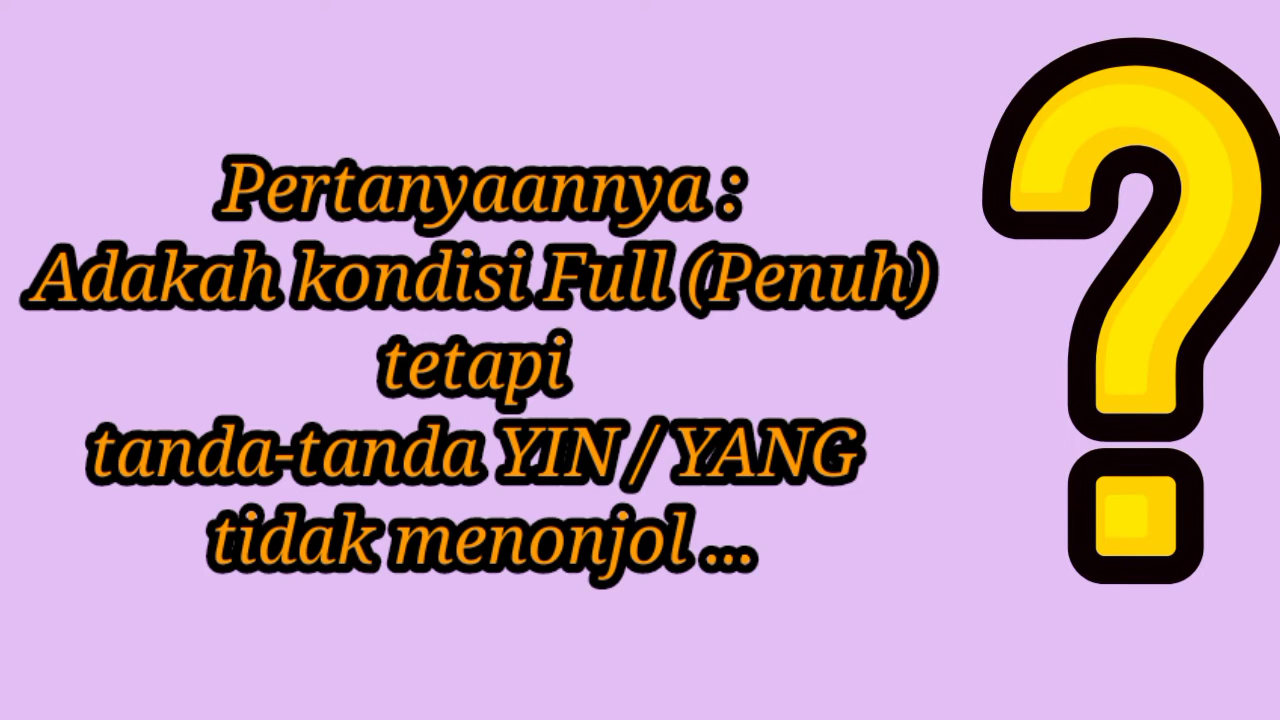 Pertanyaannya :
Adakah kondisi Full (Penuh)
tetapi
tanda-tanda YIN / YANG
tidak menonjol ...
?